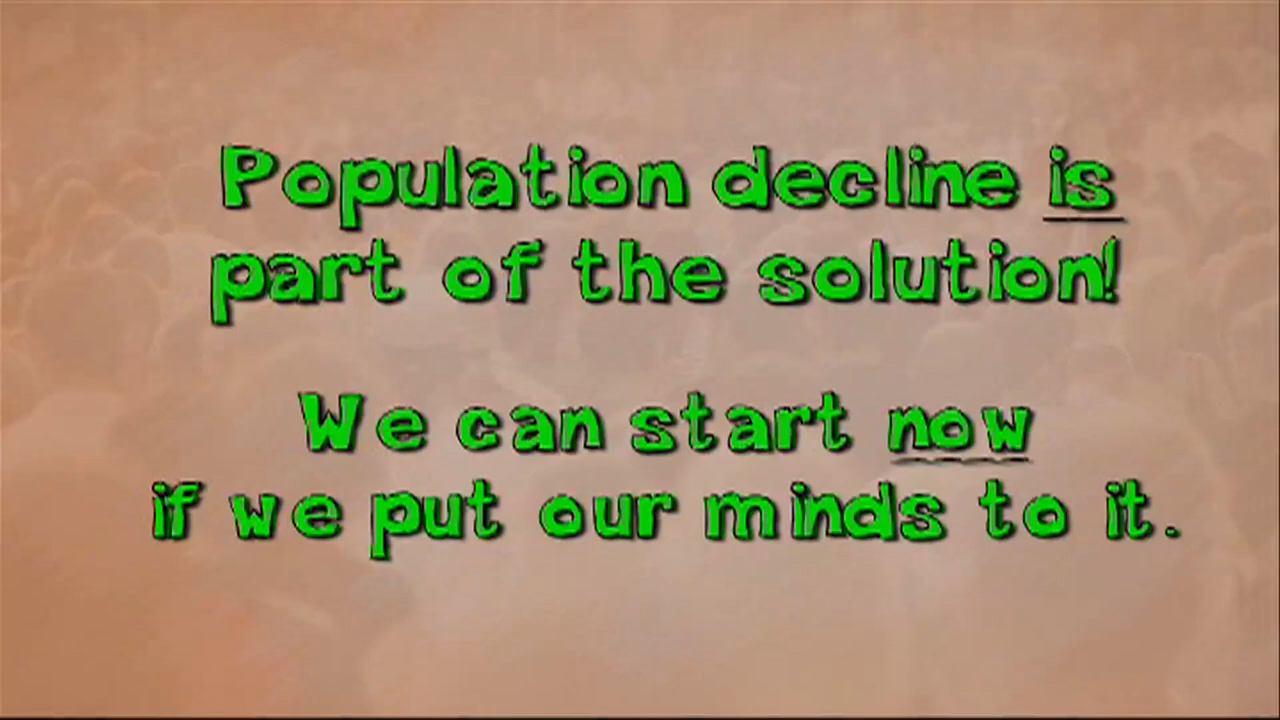 Population decline is
part of the solution!
We can start now
if we put our minds to it.